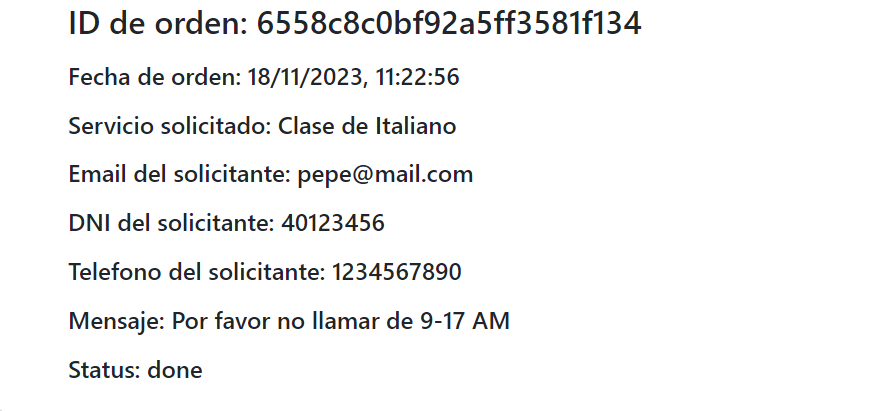 ID de orden: 6558c8c0bf92a5ff3581f134
Fecha de orden: 18/11/2023, 11:22:56
Servicio solicitado: Clase de Italiano
Email del solicitante: pepe@mail.com
DNI del solicitante: 40123456
Telefono del solicitante: 1234567890
Mensaje: Por favor no llamar de 9-17 AM
Status: done